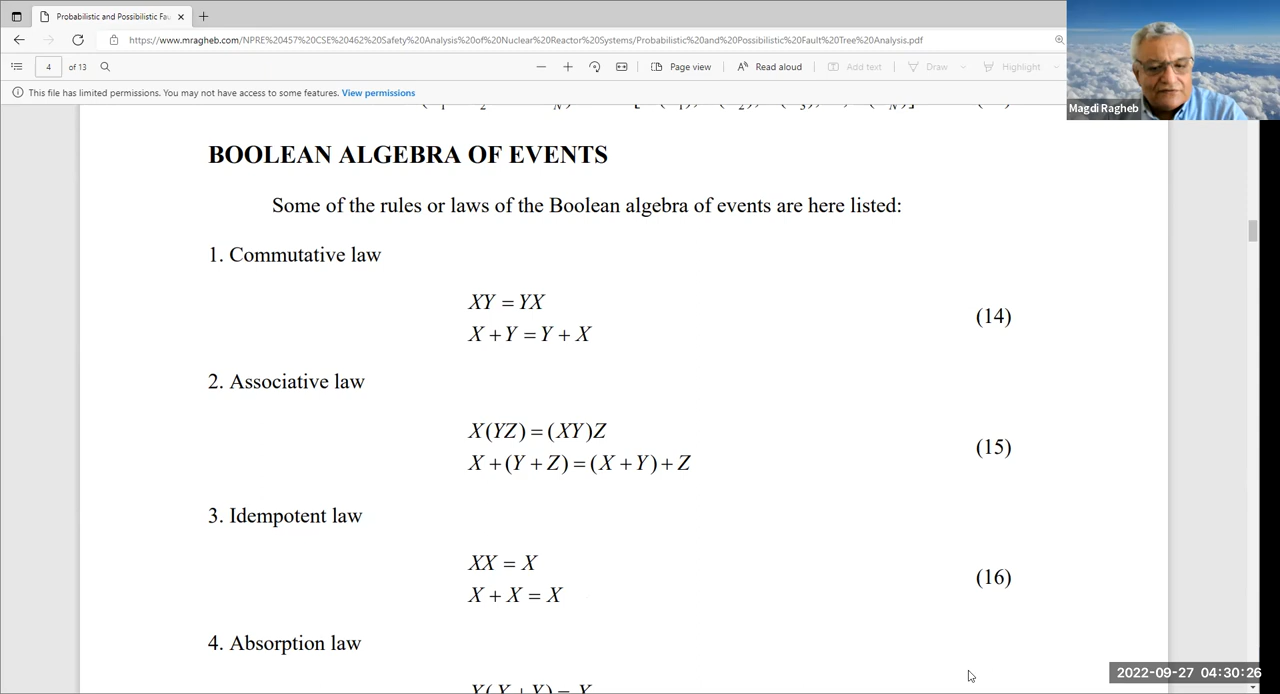 Probabilistic and Possibilistic Fau
https://www.mragheb.com/NPRE%20457%20CSE%20462%20Safety%20Analysis%20of%20Nuclear%20Reactor%20Systems/Probabilistic%20and%20Possibilistic%20Fault%20Tree%20Analysis.pdf
4 of 13 Page view Read aloud Add text Draw Highlight
This file has limited permissions. You may not have access to some features. View permissions
Magdi Ragheb
BOOLEAN ALGEBRA OF EVENTS
Some of the rules or laws of the Boolean algebra of events are here listed:
1. Commutative law
XY = YX
X + Y = Y + X
(14)
2. Associative law
X(YZ) = (XY)Z
X + (Y + Z) = (X + Y) + Z
(15)
3. Idempotent law
XX = X
X + X = X
(16)
4. Absorption law
2022-09-27 04:30:26